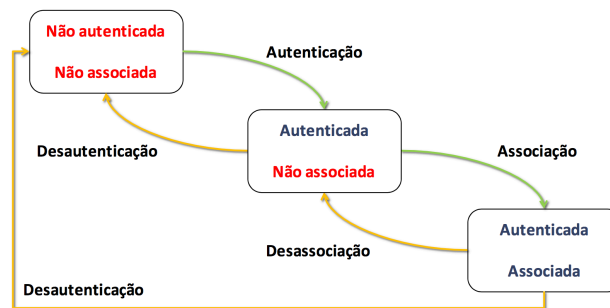 Não autenticada
Não associada
Autenticação
Autenticada
Não associada
Desautenticação
Associação
Autenticada
Associada
Desassociação
Desautenticação